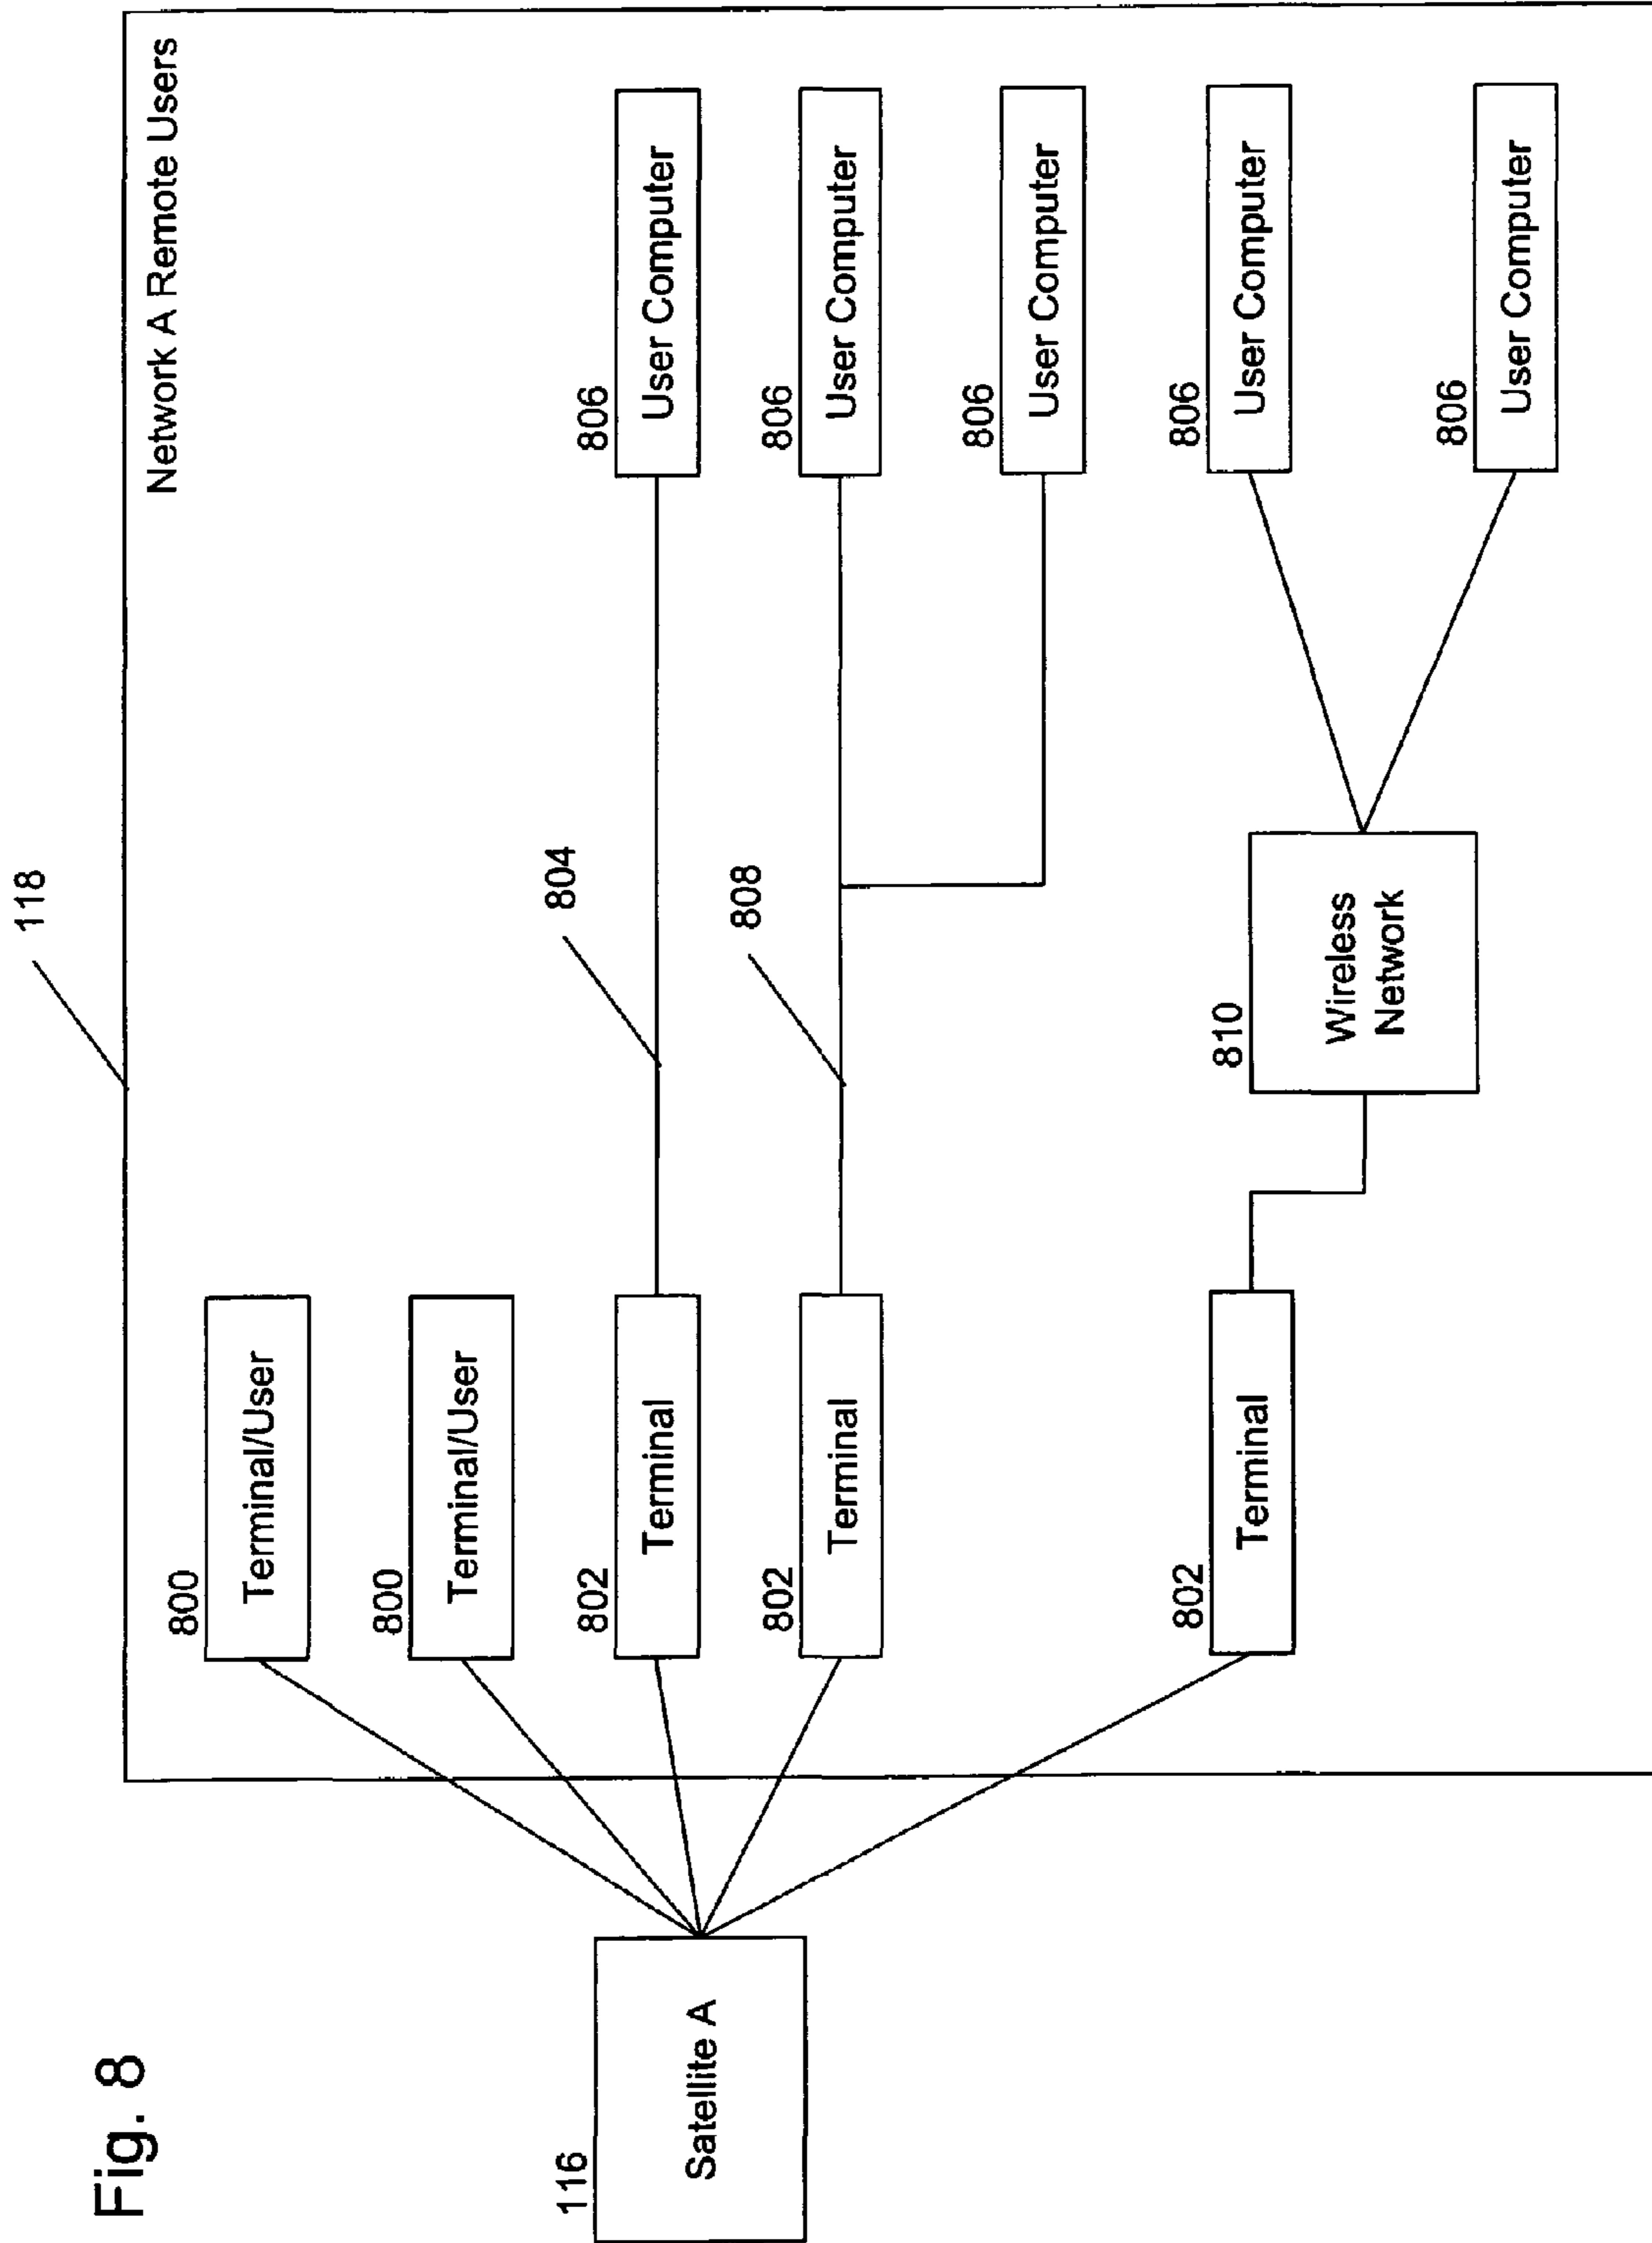 Fig. 8
118
Network A Remote Users
116
Satellite A
800
Terminal/User
800
Terminal/User
802
Terminal
804
806
User Computer
802
Terminal
808
806
User Computer
806
User Computer
802
Terminal
810
Wireless
Network
806
User Computer
806
User Computer